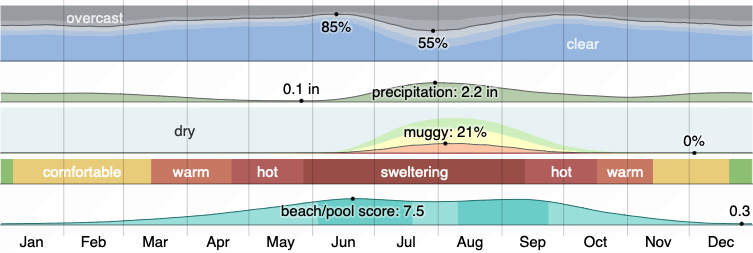 overcast
85%
55%
clear
0.1 in
precipitation: 2.2 in
dry
muggy: 21%
0%
comfortable warm hot sweltering hot warm
beach/pool score: 7.5
0.3
Jan Feb Mar Apr May Jun Jul Aug Sep Oct Nov Dec